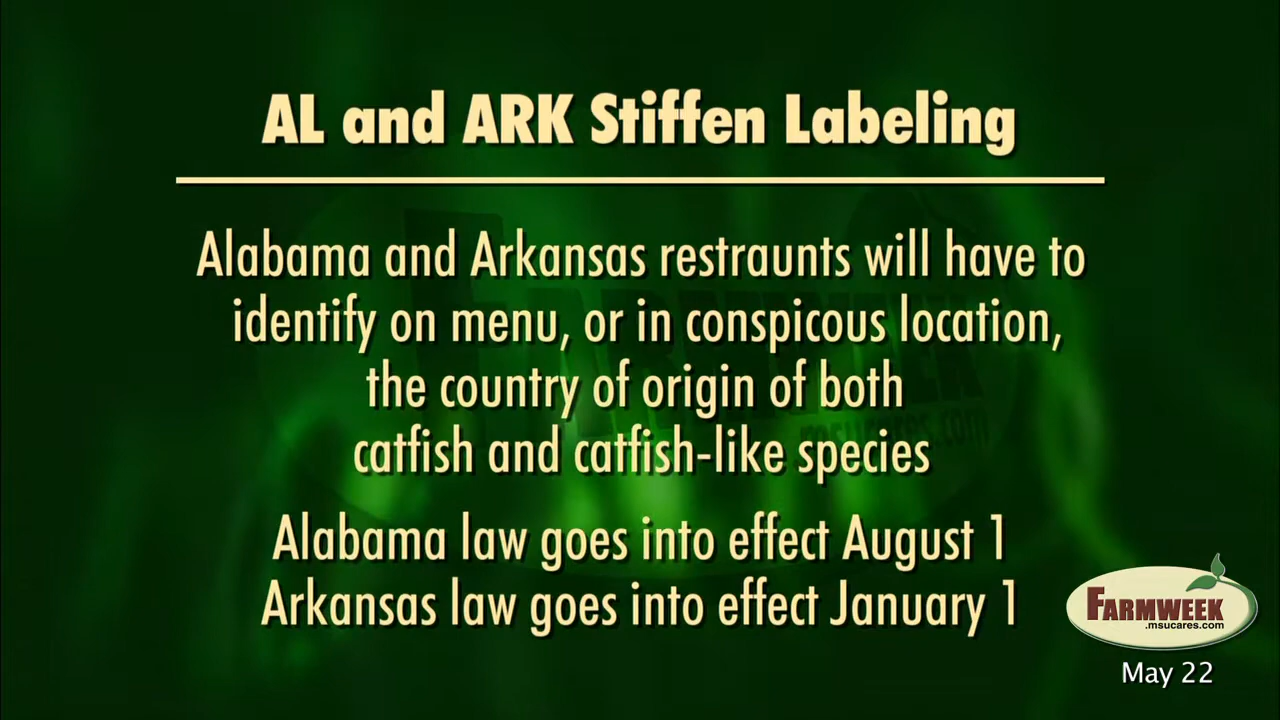 AL and ARK Stiffen Labeling
Alabama and Arkansas restraunts will have to
identify on menu, or in conspicous location,
the country of origin of both
catfish and catfish-like species
Alabama law goes into effect August 1
Arkansas law goes into effect January 1
FARMWEEK
.msucares.com
May 22